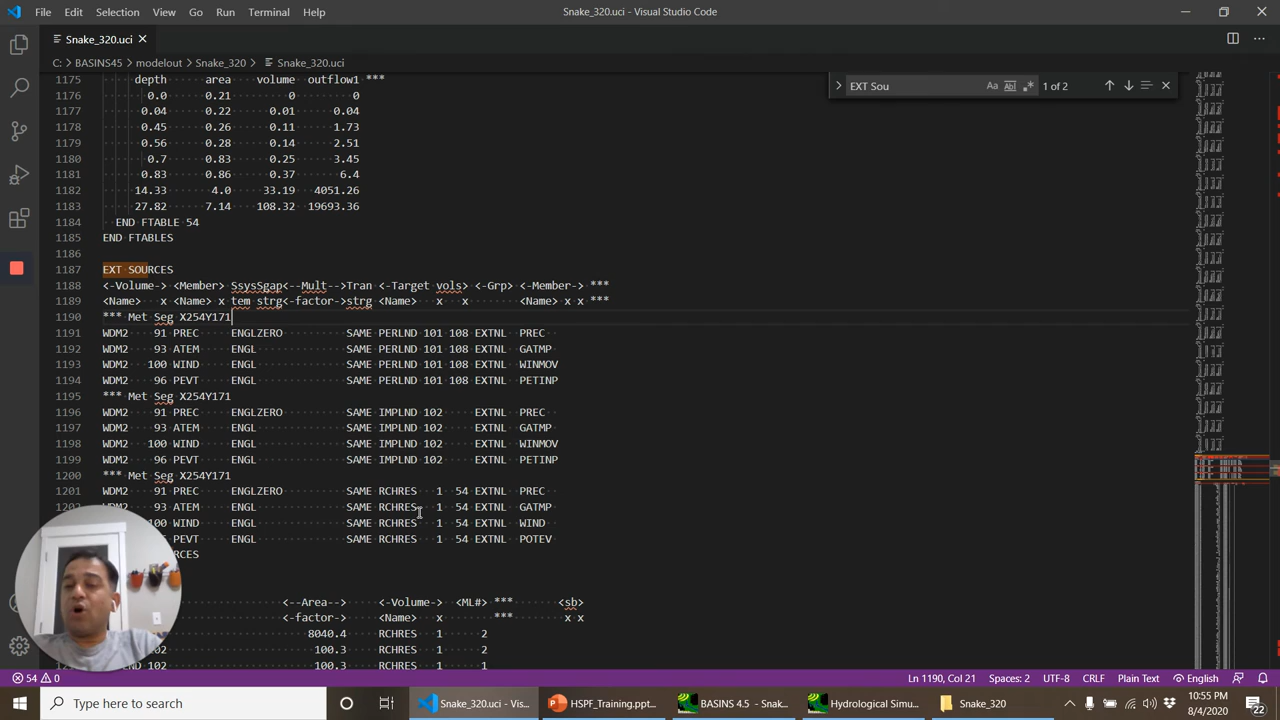 File Edit Selection View Go Run Terminal Help
Snake_320.uci - Visual Studio Code
Snake_320.uci
C: > BASINS45 > modelout > Snake_320 > Snake_320.uci
EXT Sou
1 of 2
1175 depth area volume outflow1 ***
1176 0.0 0.21 0 0
1177 0.04 0.22 0.01 0.04
1178 0.45 0.26 0.11 1.73
1179 0.56 0.28 0.14 2.51
1180 0.7 0.83 0.25 3.45
1181 0.83 0.86 0.37 6.4
1182 14.33 4.0 33.19 4051.26
1183 27.82 7.14 108.32 19693.36
1184 END FTABLE 54
1185 END FTABLES
1186
1187 EXT SOURCES
1188 <-Volume-> <Member> SsysSgap<--Mult-->Tran <-Target vols> <-Grp> <-Member-> ***
1189 <Name> x <Name> x tem strg<-factor->strg <Name> x x <Name> x x ***
1190 *** Met Seg X254Y171
1191 WDM2 91 PREC ENGLZERO SAME PERLND 101 108 EXTNL PREC
1192 WDM2 93 ATEM ENGL SAME PERLND 101 108 EXTNL GATMP
1193 WDM2 100 WIND ENGL SAME PERLND 101 108 EXTNL WINMOV
1194 WDM2 96 PEVT ENGL SAME PERLND 101 108 EXTNL PETINP
1195 *** Met Seg X254Y171
1196 WDM2 91 PREC ENGLZERO SAME IMPLND 102 EXTNL PREC
1197 WDM2 93 ATEM ENGL SAME IMPLND 102 EXTNL GATMP
1198 WDM2 100 WIND ENGL SAME IMPLND 102 EXTNL WINMOV
1199 WDM2 96 PEVT ENGL SAME IMPLND 102 EXTNL PETINP
1200 *** Met Seg X254Y171
1201 WDM2 91 PREC ENGLZERO SAME RCHRES 1 54 EXTNL PREC
93 ATEM ENGL SAME RCHRES 1 54 EXTNL GATMP
WIND ENGL SAME RCHRES 1 54 EXTNL WIND
PEVT ENGL SAME RCHRES 1 54 EXTNL POTEV
<--Area--> <-Volume-> <ML#> *** <sb>
<-factor-> <Name> x *** x x
8040.4 RCHRES 1 2
102 100.3 RCHRES 1 2
102 100.3 RCHRES 1 1
54 0
Ln 1190, Col 21 Spaces: 2 UTF-8 CRLF Plain Text English
Type here to search
Snake_320.uci - Vis...
HSPF_Training.ppt...
BASINS 4.5 - Snak...
Hydrological Simu...
Snake_320
10:55 PM
8/4/2020
22